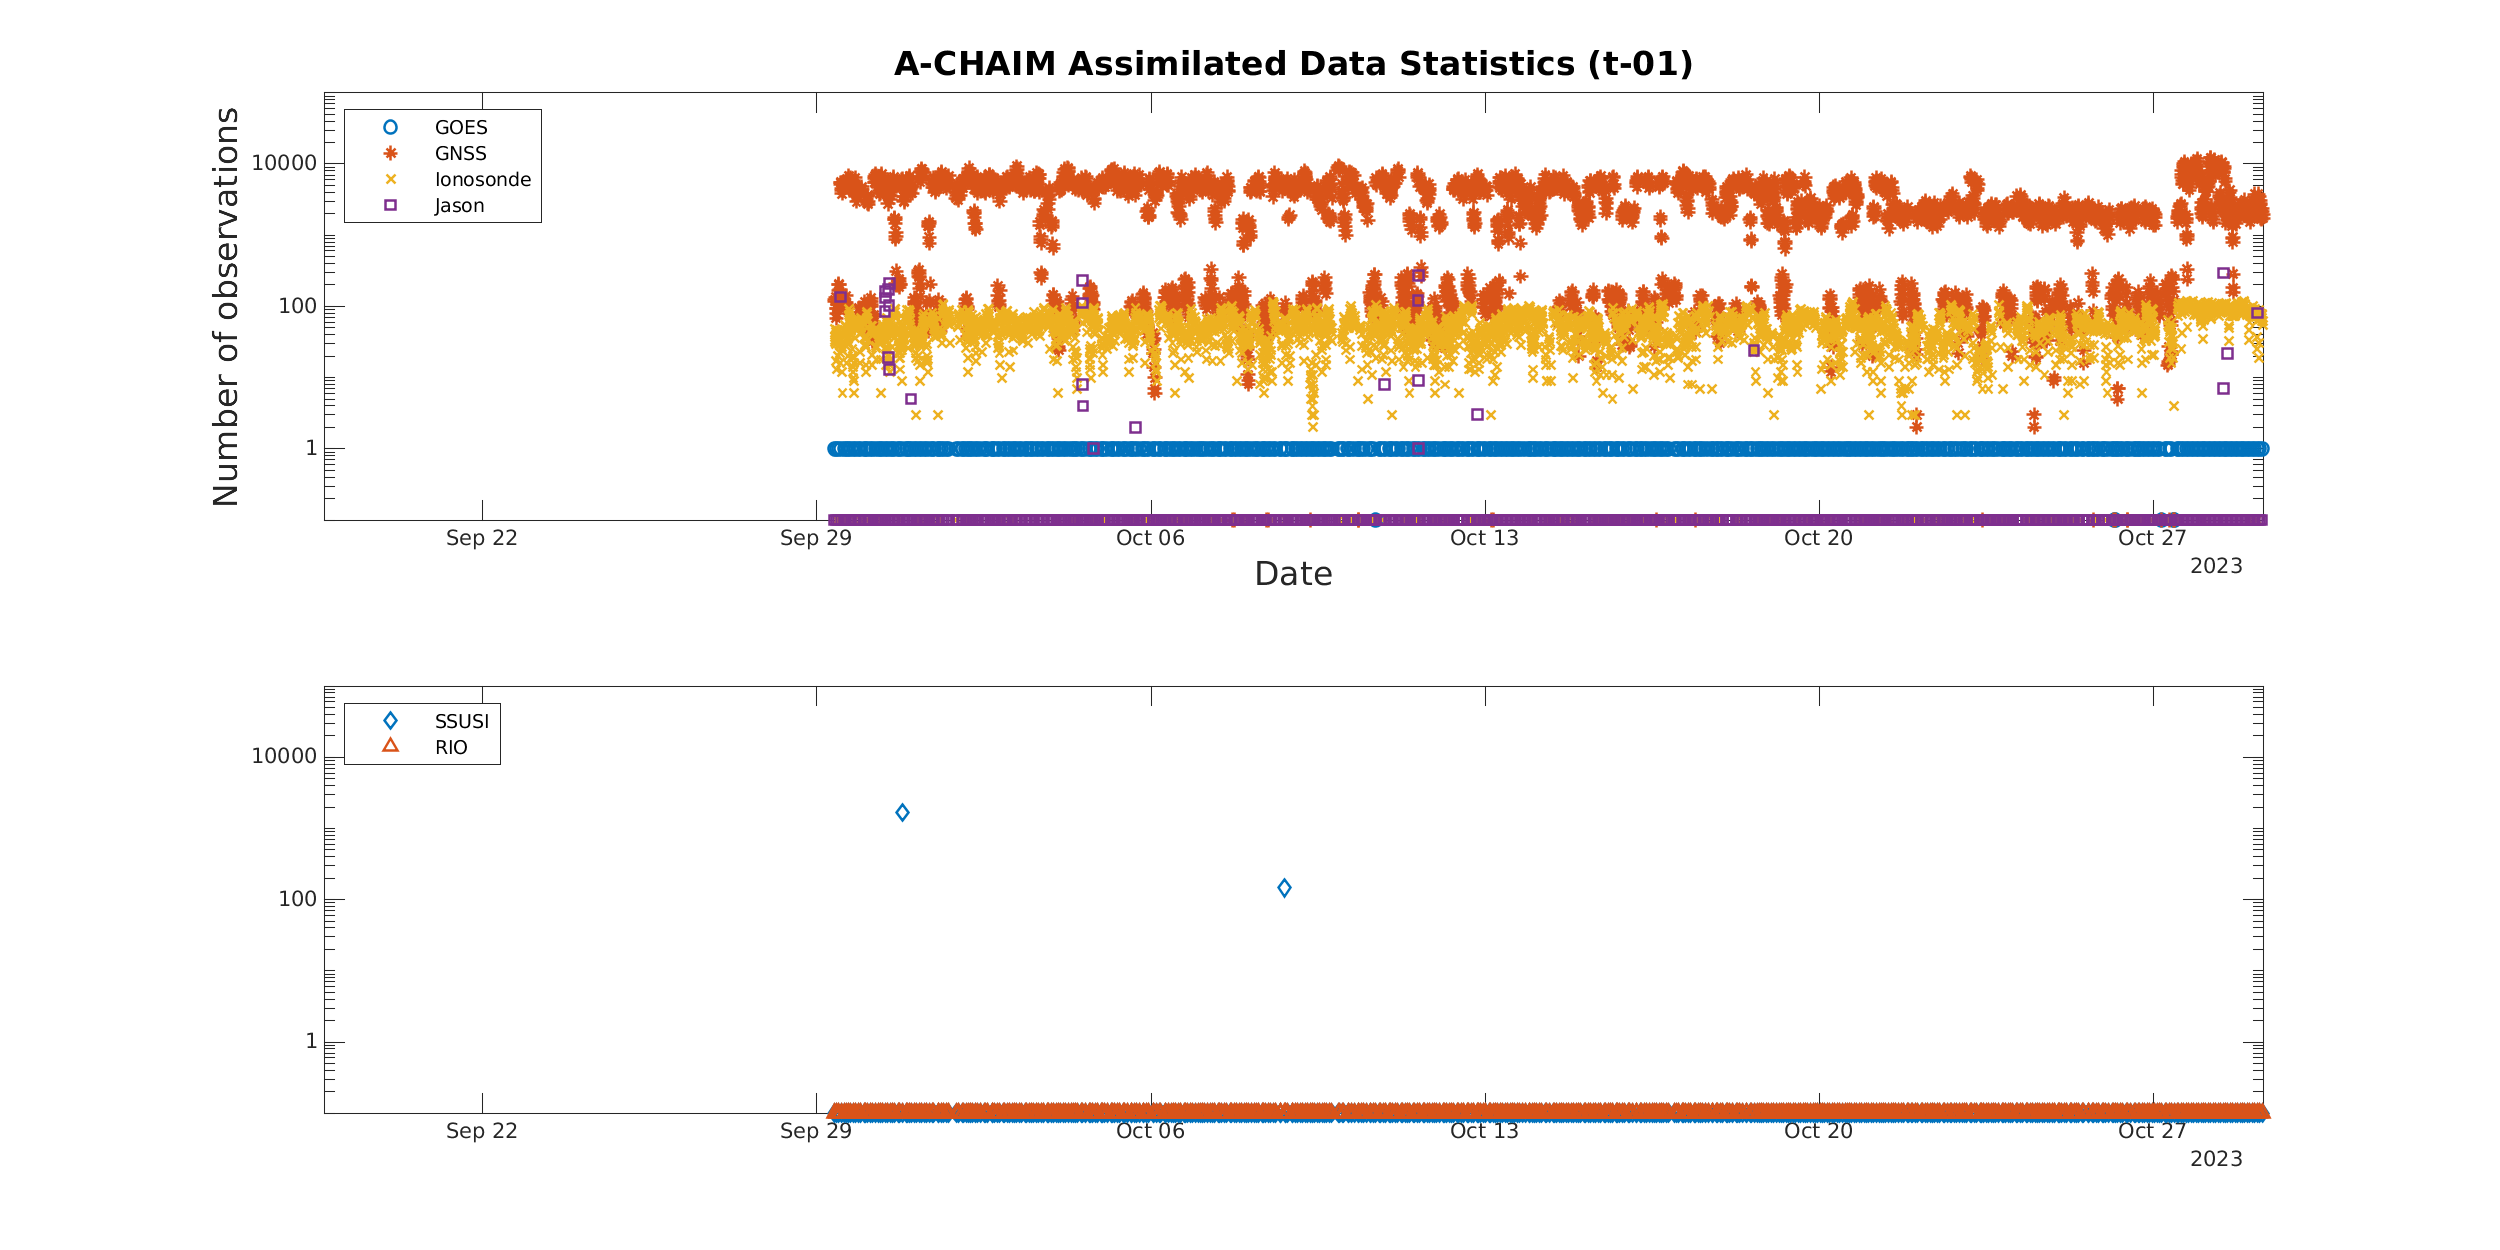 A-CHAIM Assimilated Data Statistics (t-01)
Number of observations
GOES
GNSS
Ionosonde
Jason
10000
100
1
Sep 22
Sep 29
Oct 06
Oct 13
Oct 20
Oct 27
2023
Date
SSUSI
RIO
10000
100
1
Sep 22
Sep 29
Oct 06
Oct 13
Oct 20
Oct 27
2023